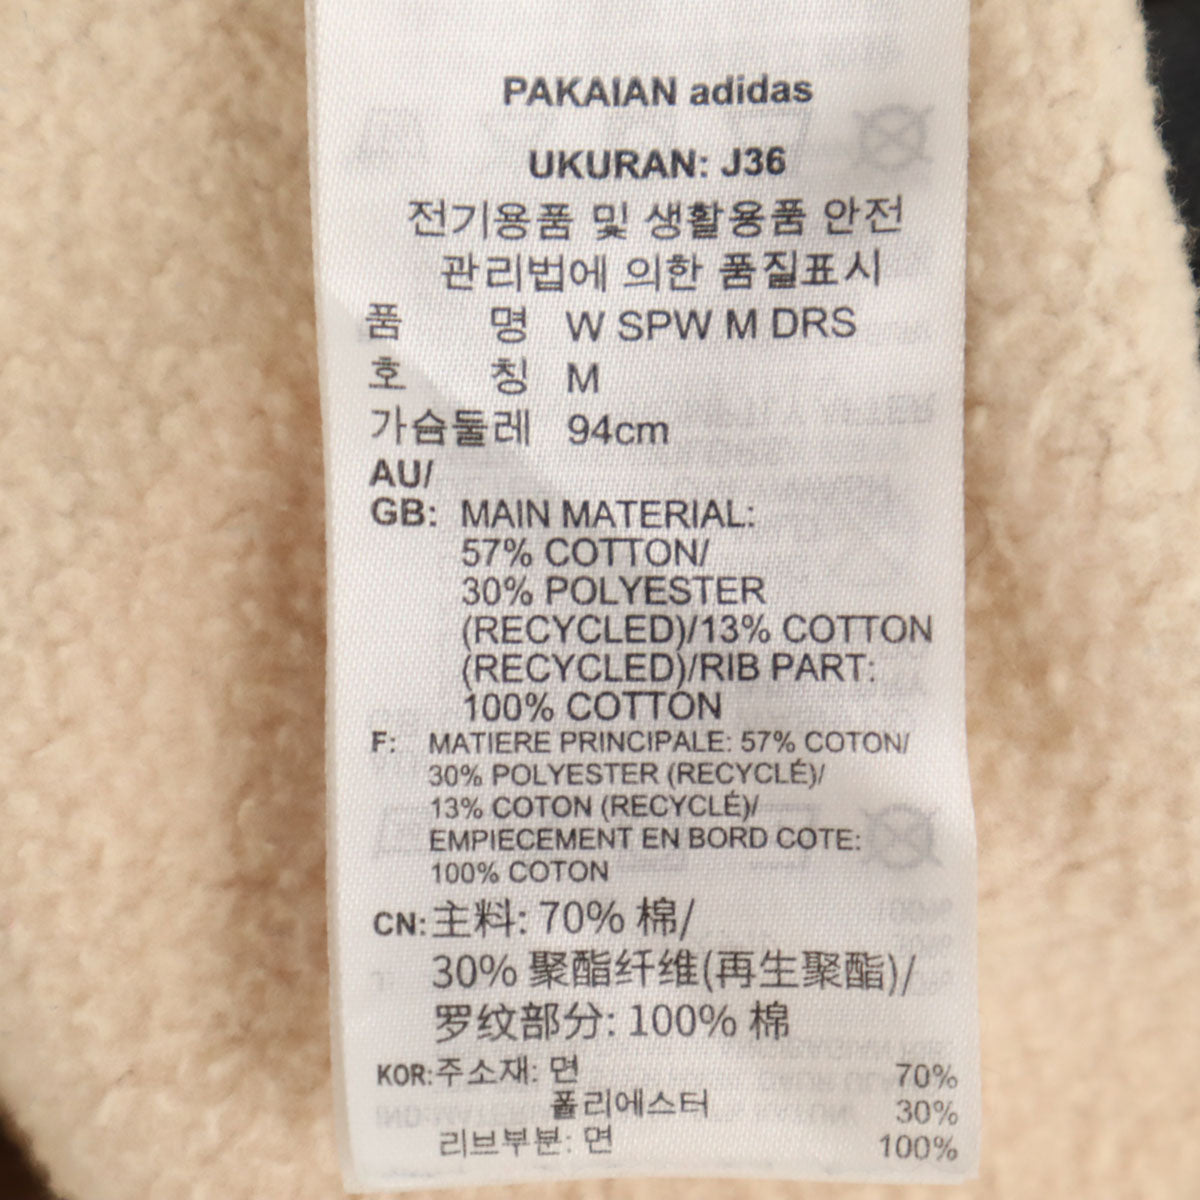 PAKAIAN adidas
UKURAN: J36
전기용품 및 생활용품 안전
관리법에 의한 품질표시
품 명 W SPW M DRS
호 칭 M
가슴둘레 94cm
AU/
GB: MAIN MATERIAL:
57% COTTON/
30% POLYESTER
(RECYCLED)/13% COTTON
(RECYCLED)/RIB PART:
100% COTTON
F: MATIERE PRINCIPALE: 57% COTON/
30% POLYESTER (RECYCLÉ)/
13% COTON (RECYCLÉ)/
EMPIECEMENT EN BORD COTE:
100% COTON
CN: 主料: 70% 棉/
30% 聚酯纤维(再生聚酯)/
罗纹部分: 100% 棉
KOR: 주소재: 면 70%
폴리에스터 30%
리브부분: 면 100%